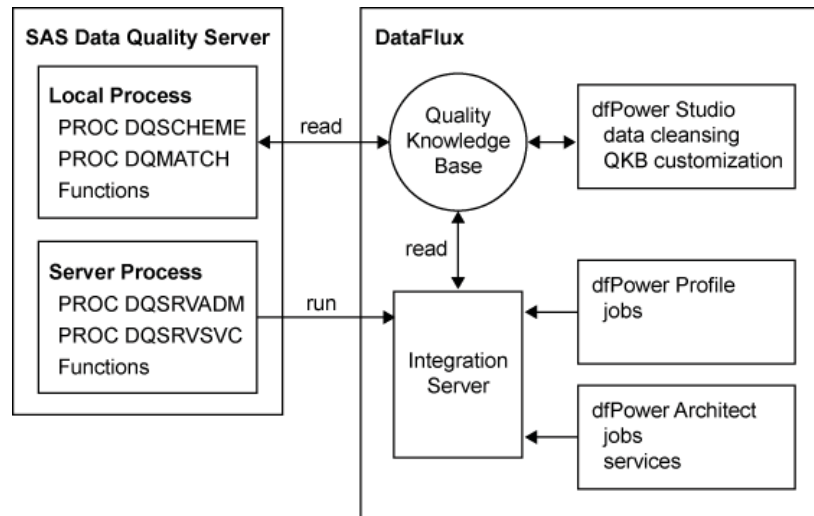 SAS Data Quality Server
Local Process
PROC DQSCHEME
PROC DQMATCH
Functions
Server Process
PROC DQSRVADM
PROC DQSRVSVC
Functions
read
run
DataFlux
Quality
Knowledge
Base
read
Integration
Server
dfPower Studio
data cleansing
QKB customization
dfPower Profile
jobs
dfPower Architect
jobs
services